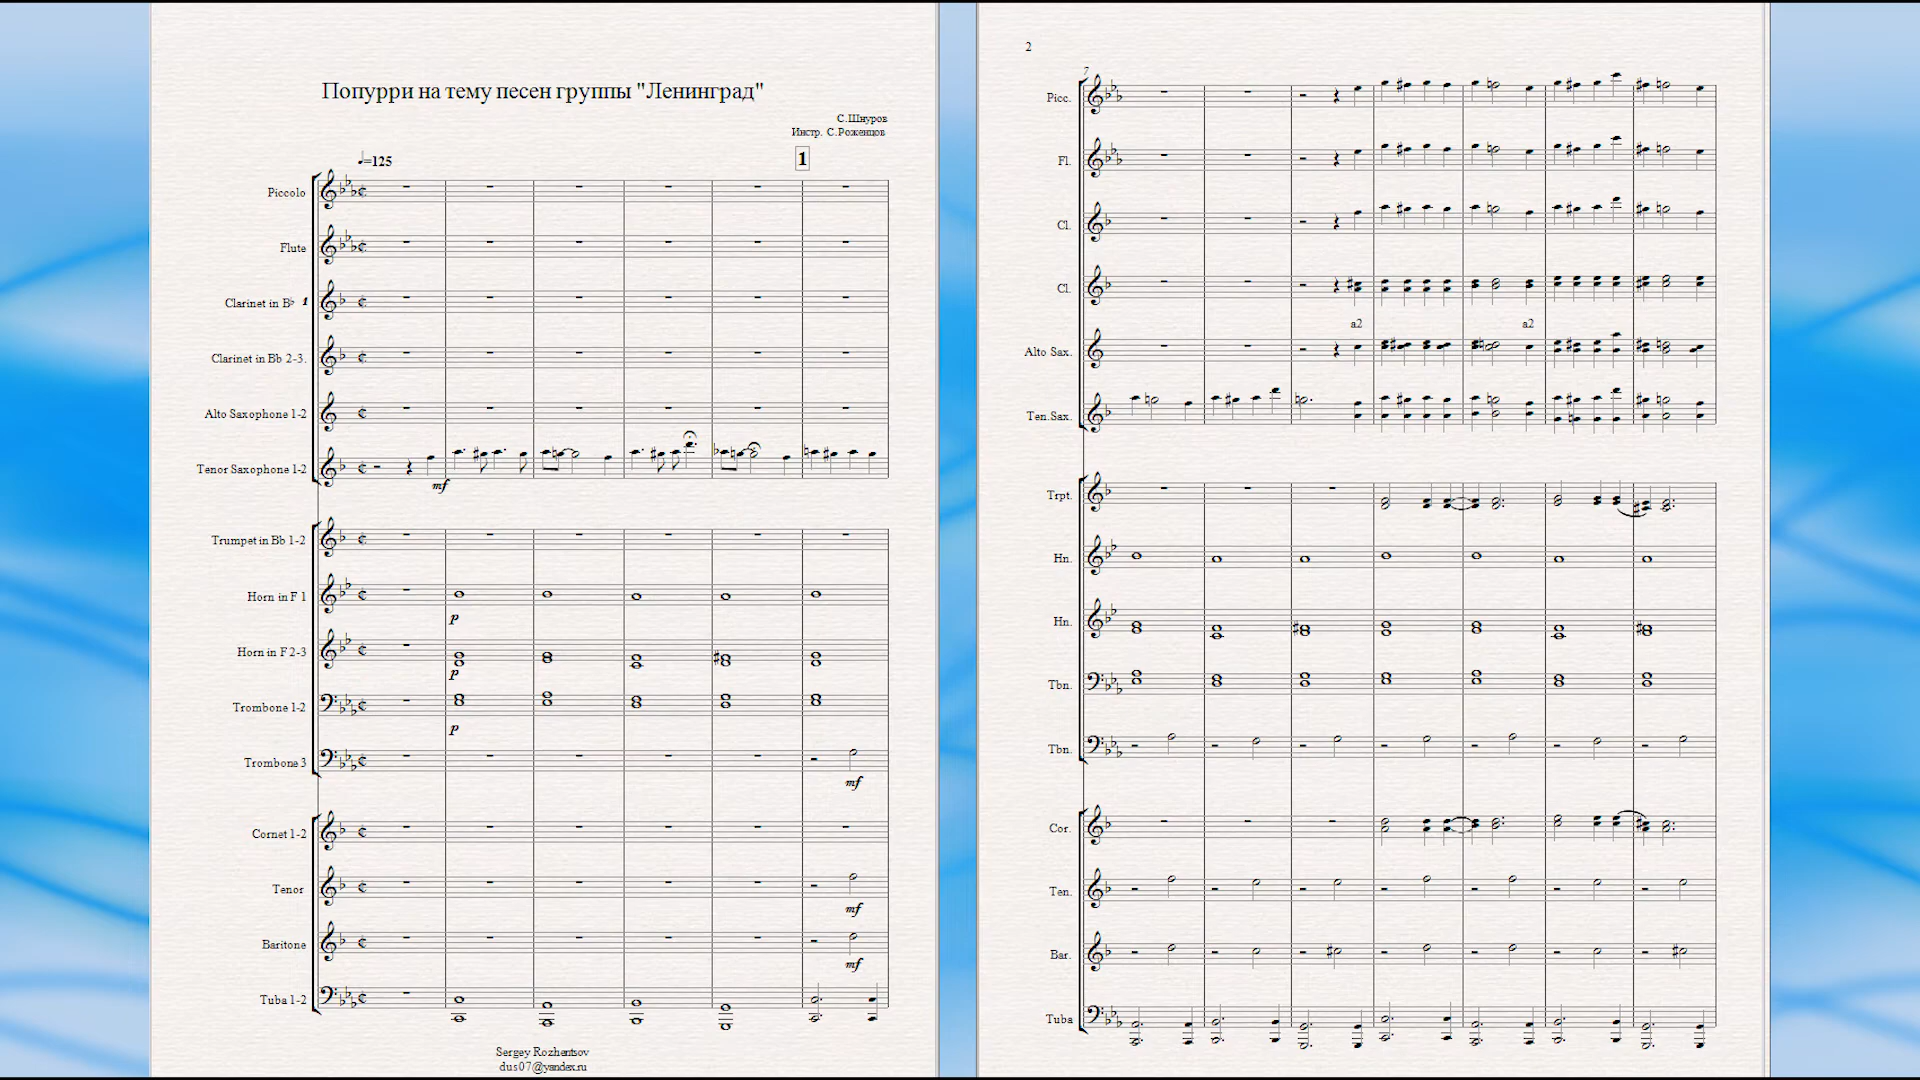 Попурри на тему песен группы "Ленинград"
С.Шнуров
Инстр. С.Роженцов
♩=125
1
Piccolo
Flute
Clarinet in B♭ 1
Clarinet in Bb 2-3.
Alto Saxophone 1-2
Tenor Saxophone 1-2
mf
Trumpet in Bb 1-2
Horn in F 1
p
Horn in F 2-3
p
Trombone 1-2
p
Trombone 3
mf
Cornet 1-2
Tenor
mf
Baritone
mf
Tuba 1-2
Sergey Rozhentsov
dus07@yandex.ru
2
7
Picc.
Fl.
Cl.
Cl.
a2 a2
Alto Sax.
Ten.Sax.
Trpt.
Hn.
Hn.
Tbn.
Tbn.
Cor.
Ten.
Bar.
Tuba